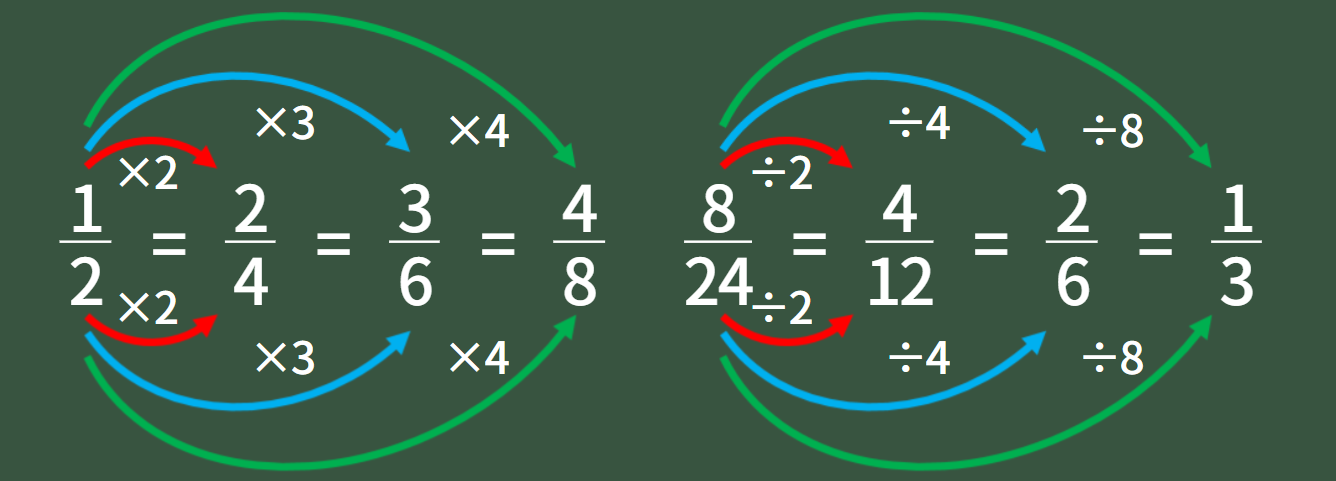 ×3 ×4 ÷4 ÷8
×2 ÷2
1/2 = 2/4 = 3/6 = 4/8
8/24 = 4/12 = 2/6 = 1/3
×2 ÷2
×3 ×4 ÷4 ÷8